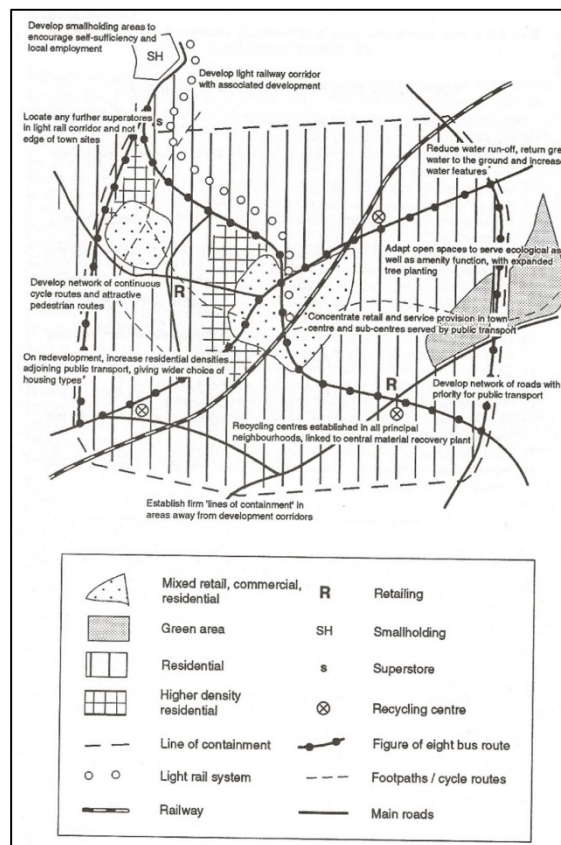 Develop smallholding areas to
encourage self-sufficiency and
local employment
SH
Develop light railway corridor
with associated development
Locate any further superstores
in light rail corridor and not
edge of town sites
s
Reduce water run-off, return grey
water to the ground and increase
water features
Adapt open spaces to serve ecological as
well as amenity function, with expanded
tree planting
Develop network of continuous
cycle routes and attractive
pedestrian routes
R
Concentrate retail and service provision in town
centre and sub-centres served by public transport
On redevelopment, increase residential densities
adjoining public transport, giving wider choice of
housing types
R
Develop network of roads with
priority for public transport
Recycling centres established in all principal
neighbourhoods, linked to central material recovery plant
Establish firm 'lines of containment' in
areas away from development corridors
Mixed retail, commercial,
residential
R
Retailing
Green area
SH
Smallholding
Residential
s
Superstore
Higher density
residential
Recycling centre
Line of containment
Figure of eight bus route
Light rail system
Footpaths / cycle routes
Railway
Main roads